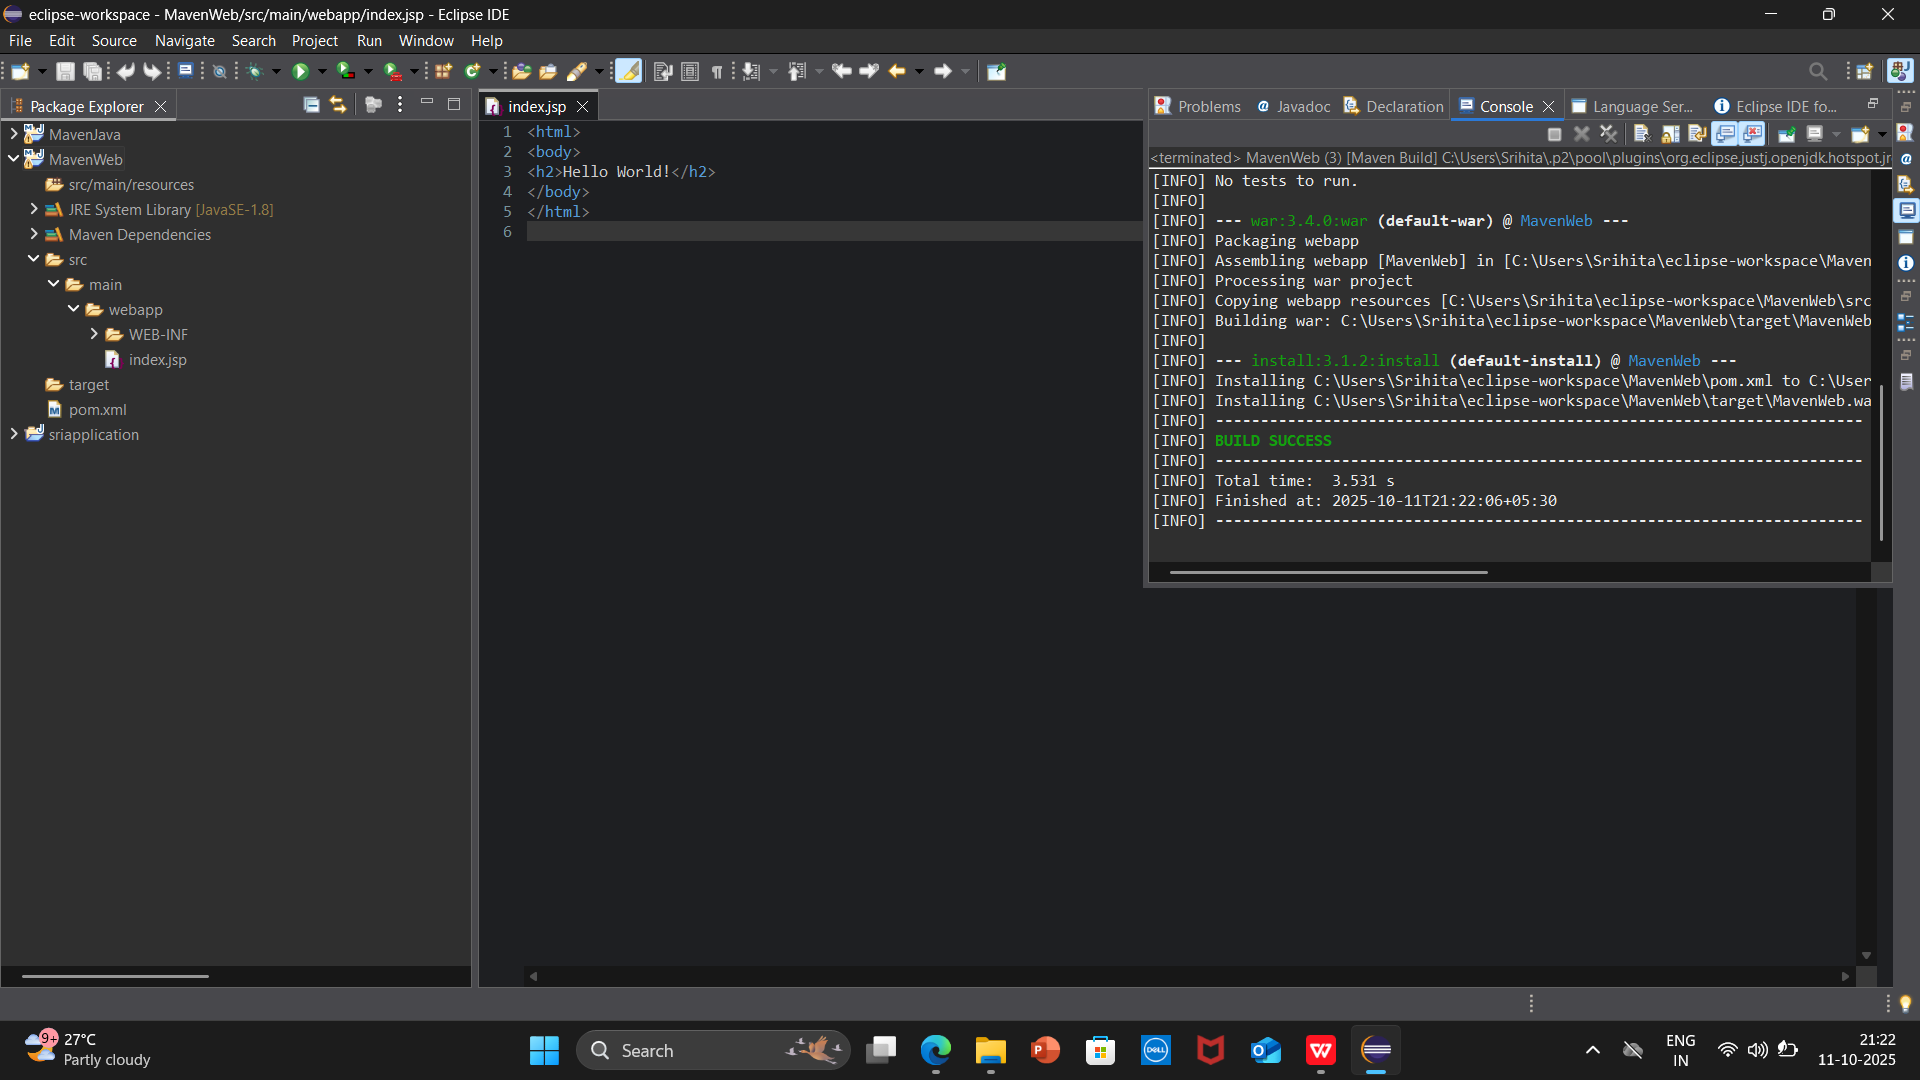 eclipse-workspace - MavenWeb/src/main/webapp/index.jsp - Eclipse IDE
File Edit Source Navigate Search Project Run Window Help
Package Explorer
MavenJava
MavenWeb
src/main/resources
JRE System Library [JavaSE-1.8]
Maven Dependencies
src
main
webapp
WEB-INF
index.jsp
target
pom.xml
sriapplication
index.jsp
1 <html>
2 <body>
3 <h2>Hello World!</h2>
4 </body>
5 </html>
6
Problems Javadoc Declaration Console Language Ser... Eclipse IDE fo...
<terminated> MavenWeb (3) [Maven Build] C:\Users\Srihita\.p2\pool\plugins\org.eclipse.justj.openjdk.hotspot.jr
[INFO] No tests to run.
[INFO]
[INFO] --- war:3.4.0:war (default-war) @ MavenWeb ---
[INFO] Packaging webapp
[INFO] Assembling webapp [MavenWeb] in [C:\Users\Srihita\eclipse-workspace\Maven
[INFO] Processing war project
[INFO] Copying webapp resources [C:\Users\Srihita\eclipse-workspace\MavenWeb\src
[INFO] Building war: C:\Users\Srihita\eclipse-workspace\MavenWeb\target\MavenWeb
[INFO]
[INFO] --- install:3.1.2:install (default-install) @ MavenWeb ---
[INFO] Installing C:\Users\Srihita\eclipse-workspace\MavenWeb\pom.xml to C:\User
[INFO] Installing C:\Users\Srihita\eclipse-workspace\MavenWeb\target\MavenWeb.wa
[INFO] ------------------------------------------------------------------------
[INFO] BUILD SUCCESS
[INFO] ------------------------------------------------------------------------
[INFO] Total time:  3.531 s
[INFO] Finished at: 2025-10-11T21:22:06+05:30
[INFO] ------------------------------------------------------------------------
9+
27°C
Partly cloudy
Search
DELL
ENG
IN
21:22
11-10-2025